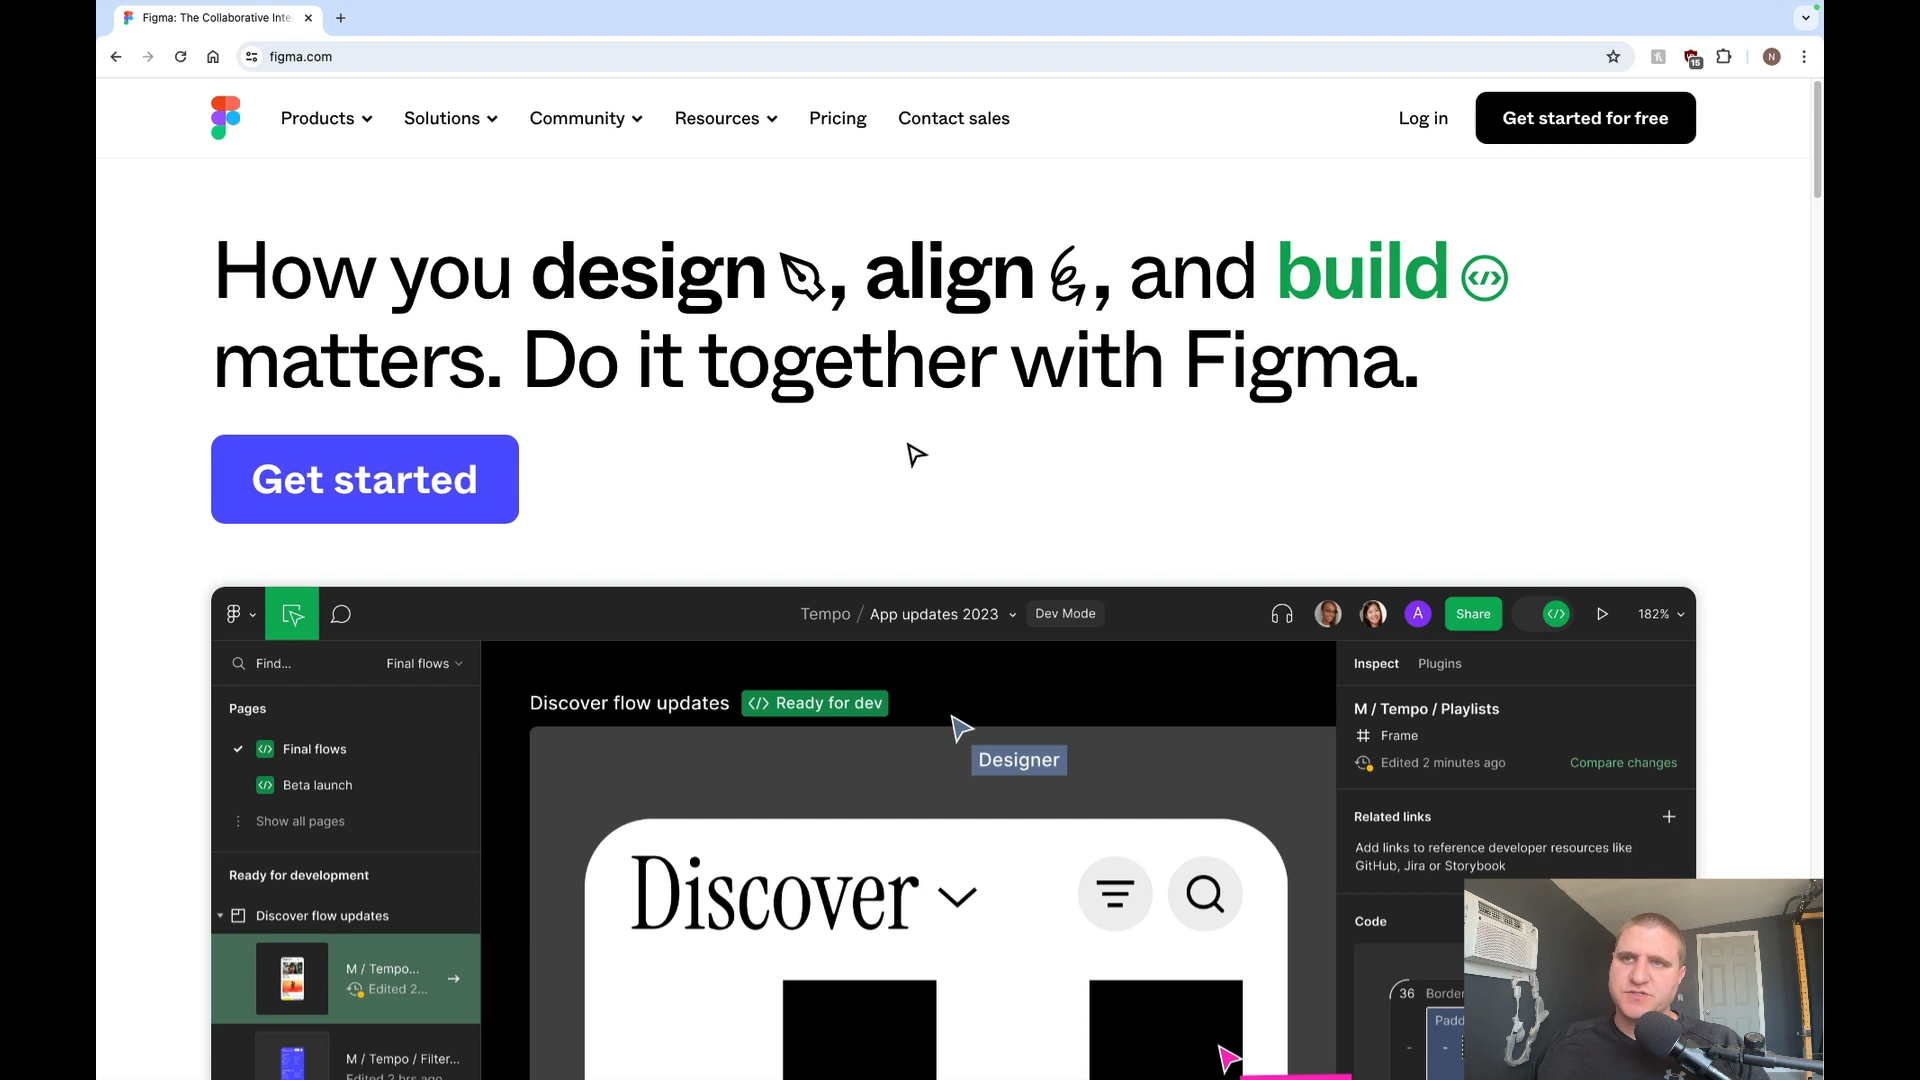 Figma: The Collaborative Inte
figma.com
15
N
Products
Solutions
Community
Resources
Pricing
Contact sales
Log in
Get started for free
How you design, align, and build
matters. Do it together with Figma.
Get started
Tempo / App updates 2023
Dev Mode
A
Share
182%
Find...
Final flows
Pages
Final flows
Beta launch
Show all pages
Ready for development
Discover flow updates
M / Tempo...
Edited 2...
M / Tempo / Filter...
Edited 2 hrs ago
Discover flow updates
Ready for dev
Designer
Discover
Inspect
Plugins
M / Tempo / Playlists
Frame
Edited 2 minutes ago
Compare changes
Related links
Add links to reference developer resources like
GitHub, Jira or Storybook
Code
36
Border
Padd